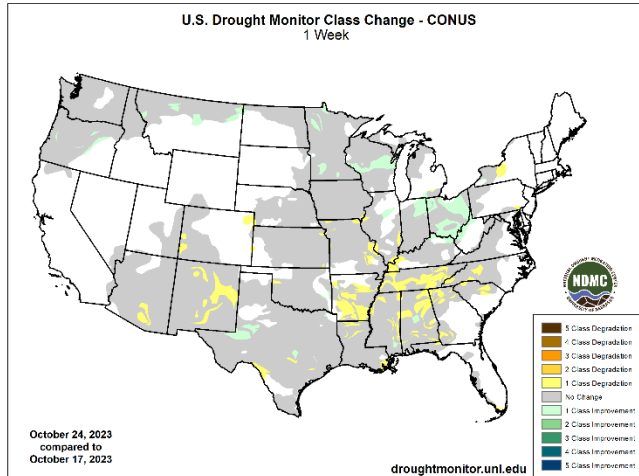 U.S. Drought Monitor Class Change - CONUS
1 Week
NDMC
5 Class Degradation
4 Class Degradation
3 Class Degradation
2 Class Degradation
1 Class Degradation
No Change
1 Class Improvement
2 Class Improvement
3 Class Improvement
4 Class Improvement
5 Class Improvement
October 24, 2023
compared to
October 17, 2023
droughtmonitor.unl.edu